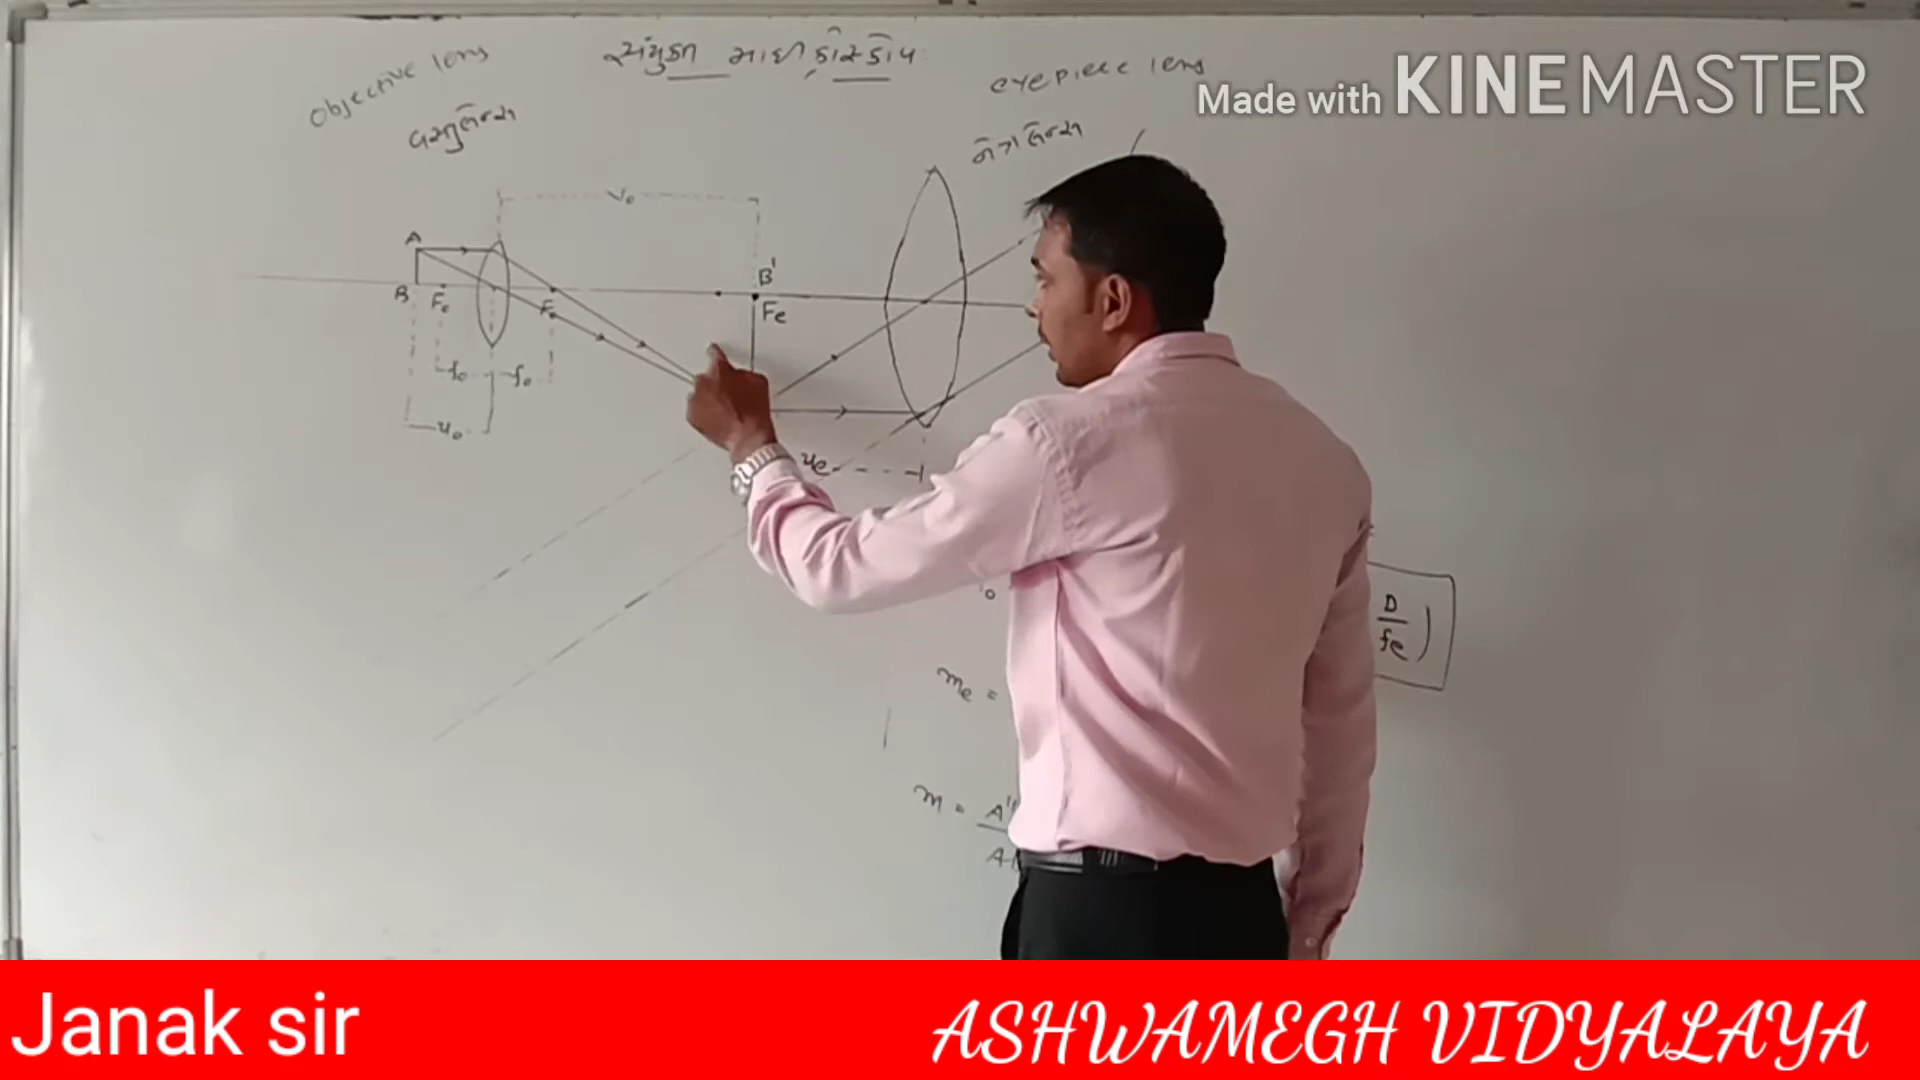 Made with KINEMASTER
સંયુક્ત માઈક્રોસ્કોપ
Objective lens
eyepiece lens
વસ્તુલેન્સ
નેત્રલેન્સ
A
B
Fo
Fo
vo
B'
Fe
fo
fo
uo
ue
me =
m = A''
D
fe )
Janak sir
ASHWAMEGH VIDYALAYA